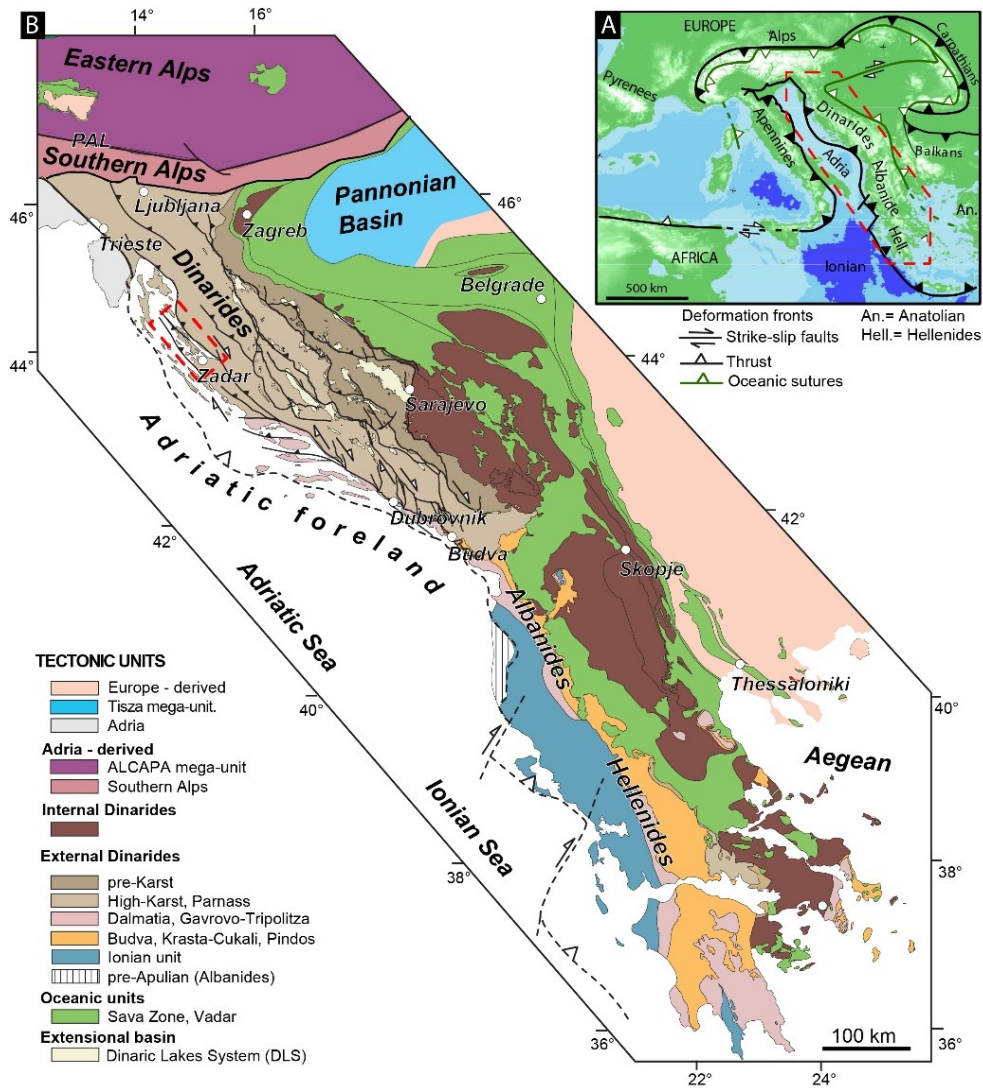 B
14°
16°
Eastern Alps
PAL
Southern Alps
46°
Ljubljana
Trieste
Zagreb
Pannonian
Basin
46°
Dinarides
Belgrade
44°
Zadar
Sarajevo
44°
Adriatic foreland
Dubrovnik
Budva
42°
42°
Skopje
Adriatic Sea
Albanides
Thessaloniki
40°
40°
Aegean
Hellenides
Ionian Sea
38°
38°
36°
36°
22°
24°
100 km
A
EUROPE
Alps
Carpathians
Pyrenees
Dinarides
Apennines
Adria
Albanide
Balkans
An.
Hell.
AFRICA
Ionian
500 km
Deformation fronts
Strike-slip faults
Thrust
Oceanic sutures
An.= Anatolian
Hell.= Hellenides
TECTONIC UNITS
Europe - derived
Tisza mega-unit.
Adria
Adria - derived
ALCAPA mega-unit
Southern Alps
Internal Dinarides
External Dinarides
pre-Karst
High-Karst, Parnass
Dalmatia, Gavrovo-Tripolitza
Budva, Krasta-Cukali, Pindos
Ionian unit
pre-Apulian (Albanides)
Oceanic units
Sava Zone, Vadar
Extensional basin
Dinaric Lakes System (DLS)